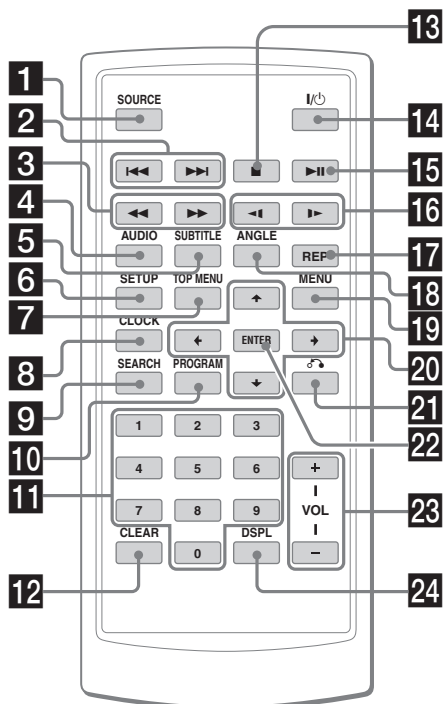 13
1 SOURCE I/⏻ 14
2 ⏮ ⏭ ■ ▶II 15
3 ◀◀ ▶▶ ◁I I▷ 16
4 AUDIO SUBTITLE ANGLE REP 17
5 18
6 SETUP TOP MENU MENU 19
7
8 CLOCK ENTER 20
9 SEARCH PROGRAM 21
10 22
11 1 2 3
4 5 6 + 23
VOL
7 8 9 −
12 CLEAR 0 DSPL 24